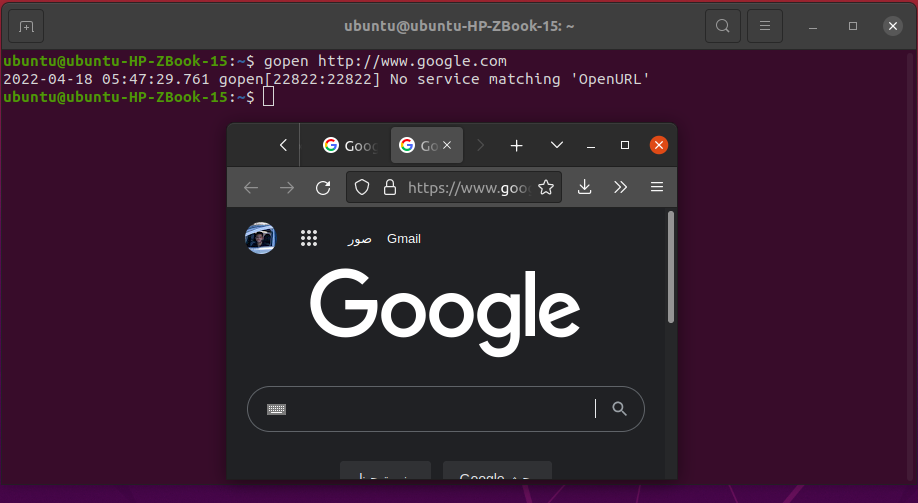 ubuntu@ubuntu-HP-ZBook-15: ~
ubuntu@ubuntu-HP-ZBook-15:~$ gopen http://www.google.com
2022-04-18 05:47:29.761 gopen[22822:22822] No service matching 'OpenURL'
ubuntu@ubuntu-HP-ZBook-15:~$
Goog Go
https://www.goo
صور Gmail
Google
Google